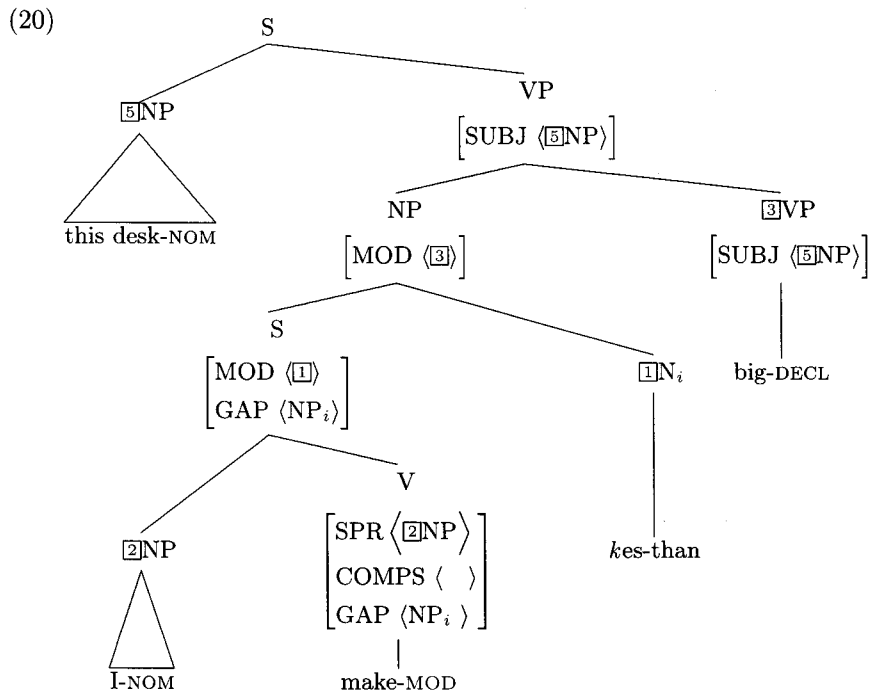 (20)
S
5NP VP
[SUBJ ⟨5NP⟩]
this desk-NOM NP 3VP
[MOD ⟨3⟩] [SUBJ ⟨5NP⟩]
S
[MOD ⟨1⟩ 1Nᵢ big-DECL
GAP ⟨NPᵢ⟩]
V
2NP [SPR ⟨2NP⟩ kes-than
COMPS ⟨ ⟩
GAP ⟨NPᵢ ⟩]
I-NOM make-MOD